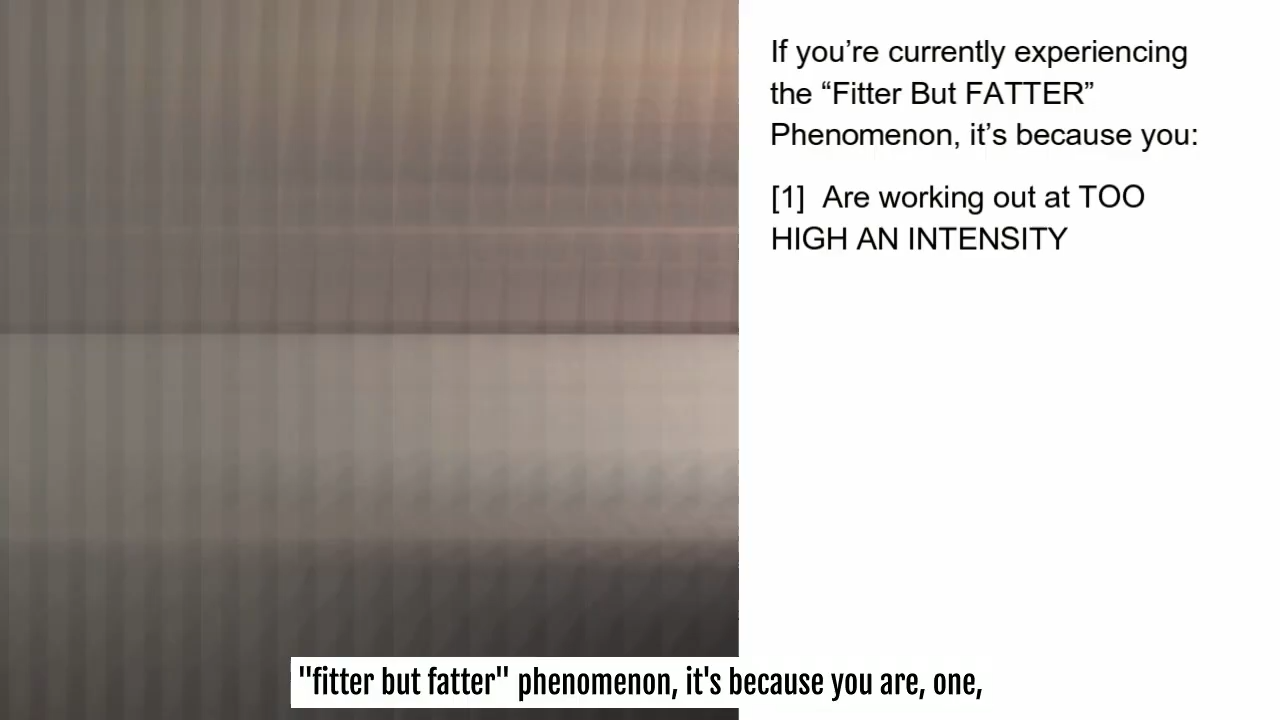 If you’re currently experiencing
the “Fitter But FATTER”
Phenomenon, it’s because you:
[1]  Are working out at TOO
HIGH AN INTENSITY
"fitter but fatter" phenomenon, it's because you are, one,